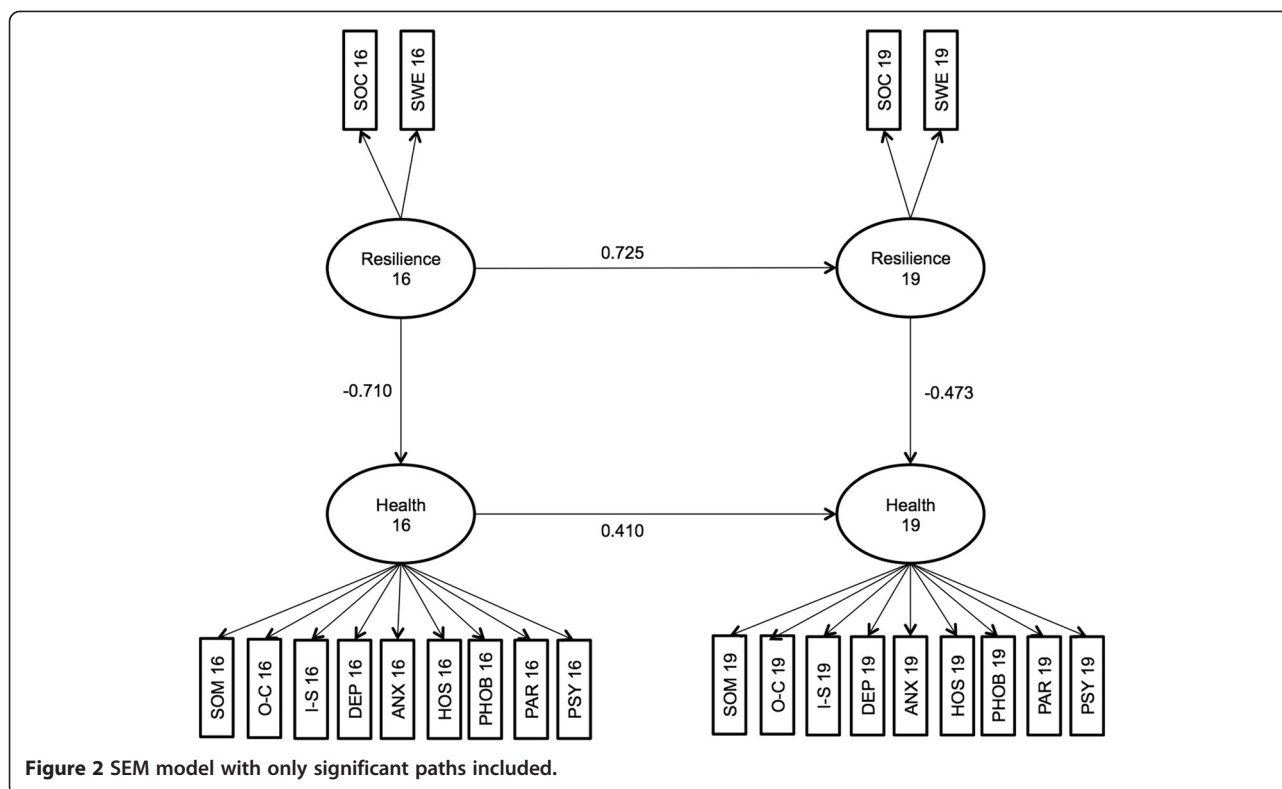 SOC 16
SWE 16
SOC 19
SWE 19
Resilience
16
0.725
Resilience
19
-0.710
-0.473
Health
16
0.410
Health
19
SOM 16
O-C 16
I-S 16
DEP 16
ANX 16
HOS 16
PHOB 16
PAR 16
PSY 16
SOM 19
O-C 19
I-S 19
DEP 19
ANX 19
HOS 19
PHOB 19
PAR 19
PSY 19
Figure 2 SEM model with only significant paths included.